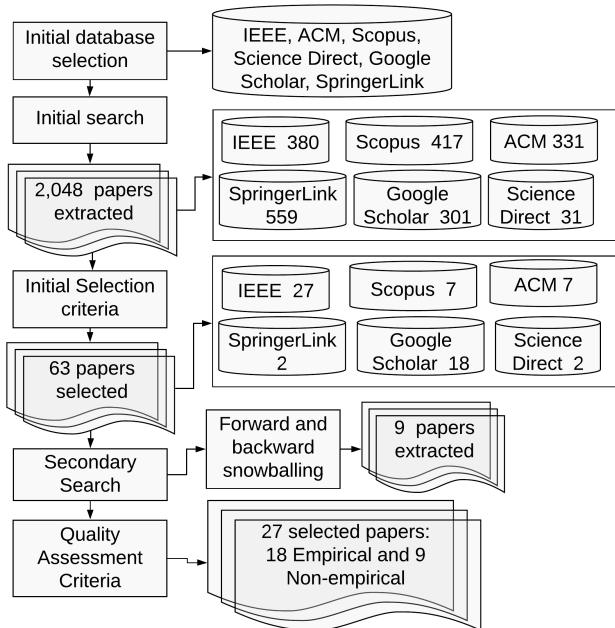 Initial database
selection
IEEE, ACM, Scopus,
Science Direct, Google
Scholar, SpringerLink
Initial search
2,048 papers
extracted
IEEE 380
Scopus 417
ACM 331
SpringerLink
559
Google
Scholar 301
Science
Direct 31
Initial Selection
criteria
63 papers
selected
IEEE 27
Scopus 7
ACM 7
SpringerLink
2
Google
Scholar 18
Science
Direct 2
Secondary
Search
Forward and
backward
snowballing
9 papers
extracted
Quality
Assessment
Criteria
27 selected papers:
18 Empirical and 9
Non-empirical